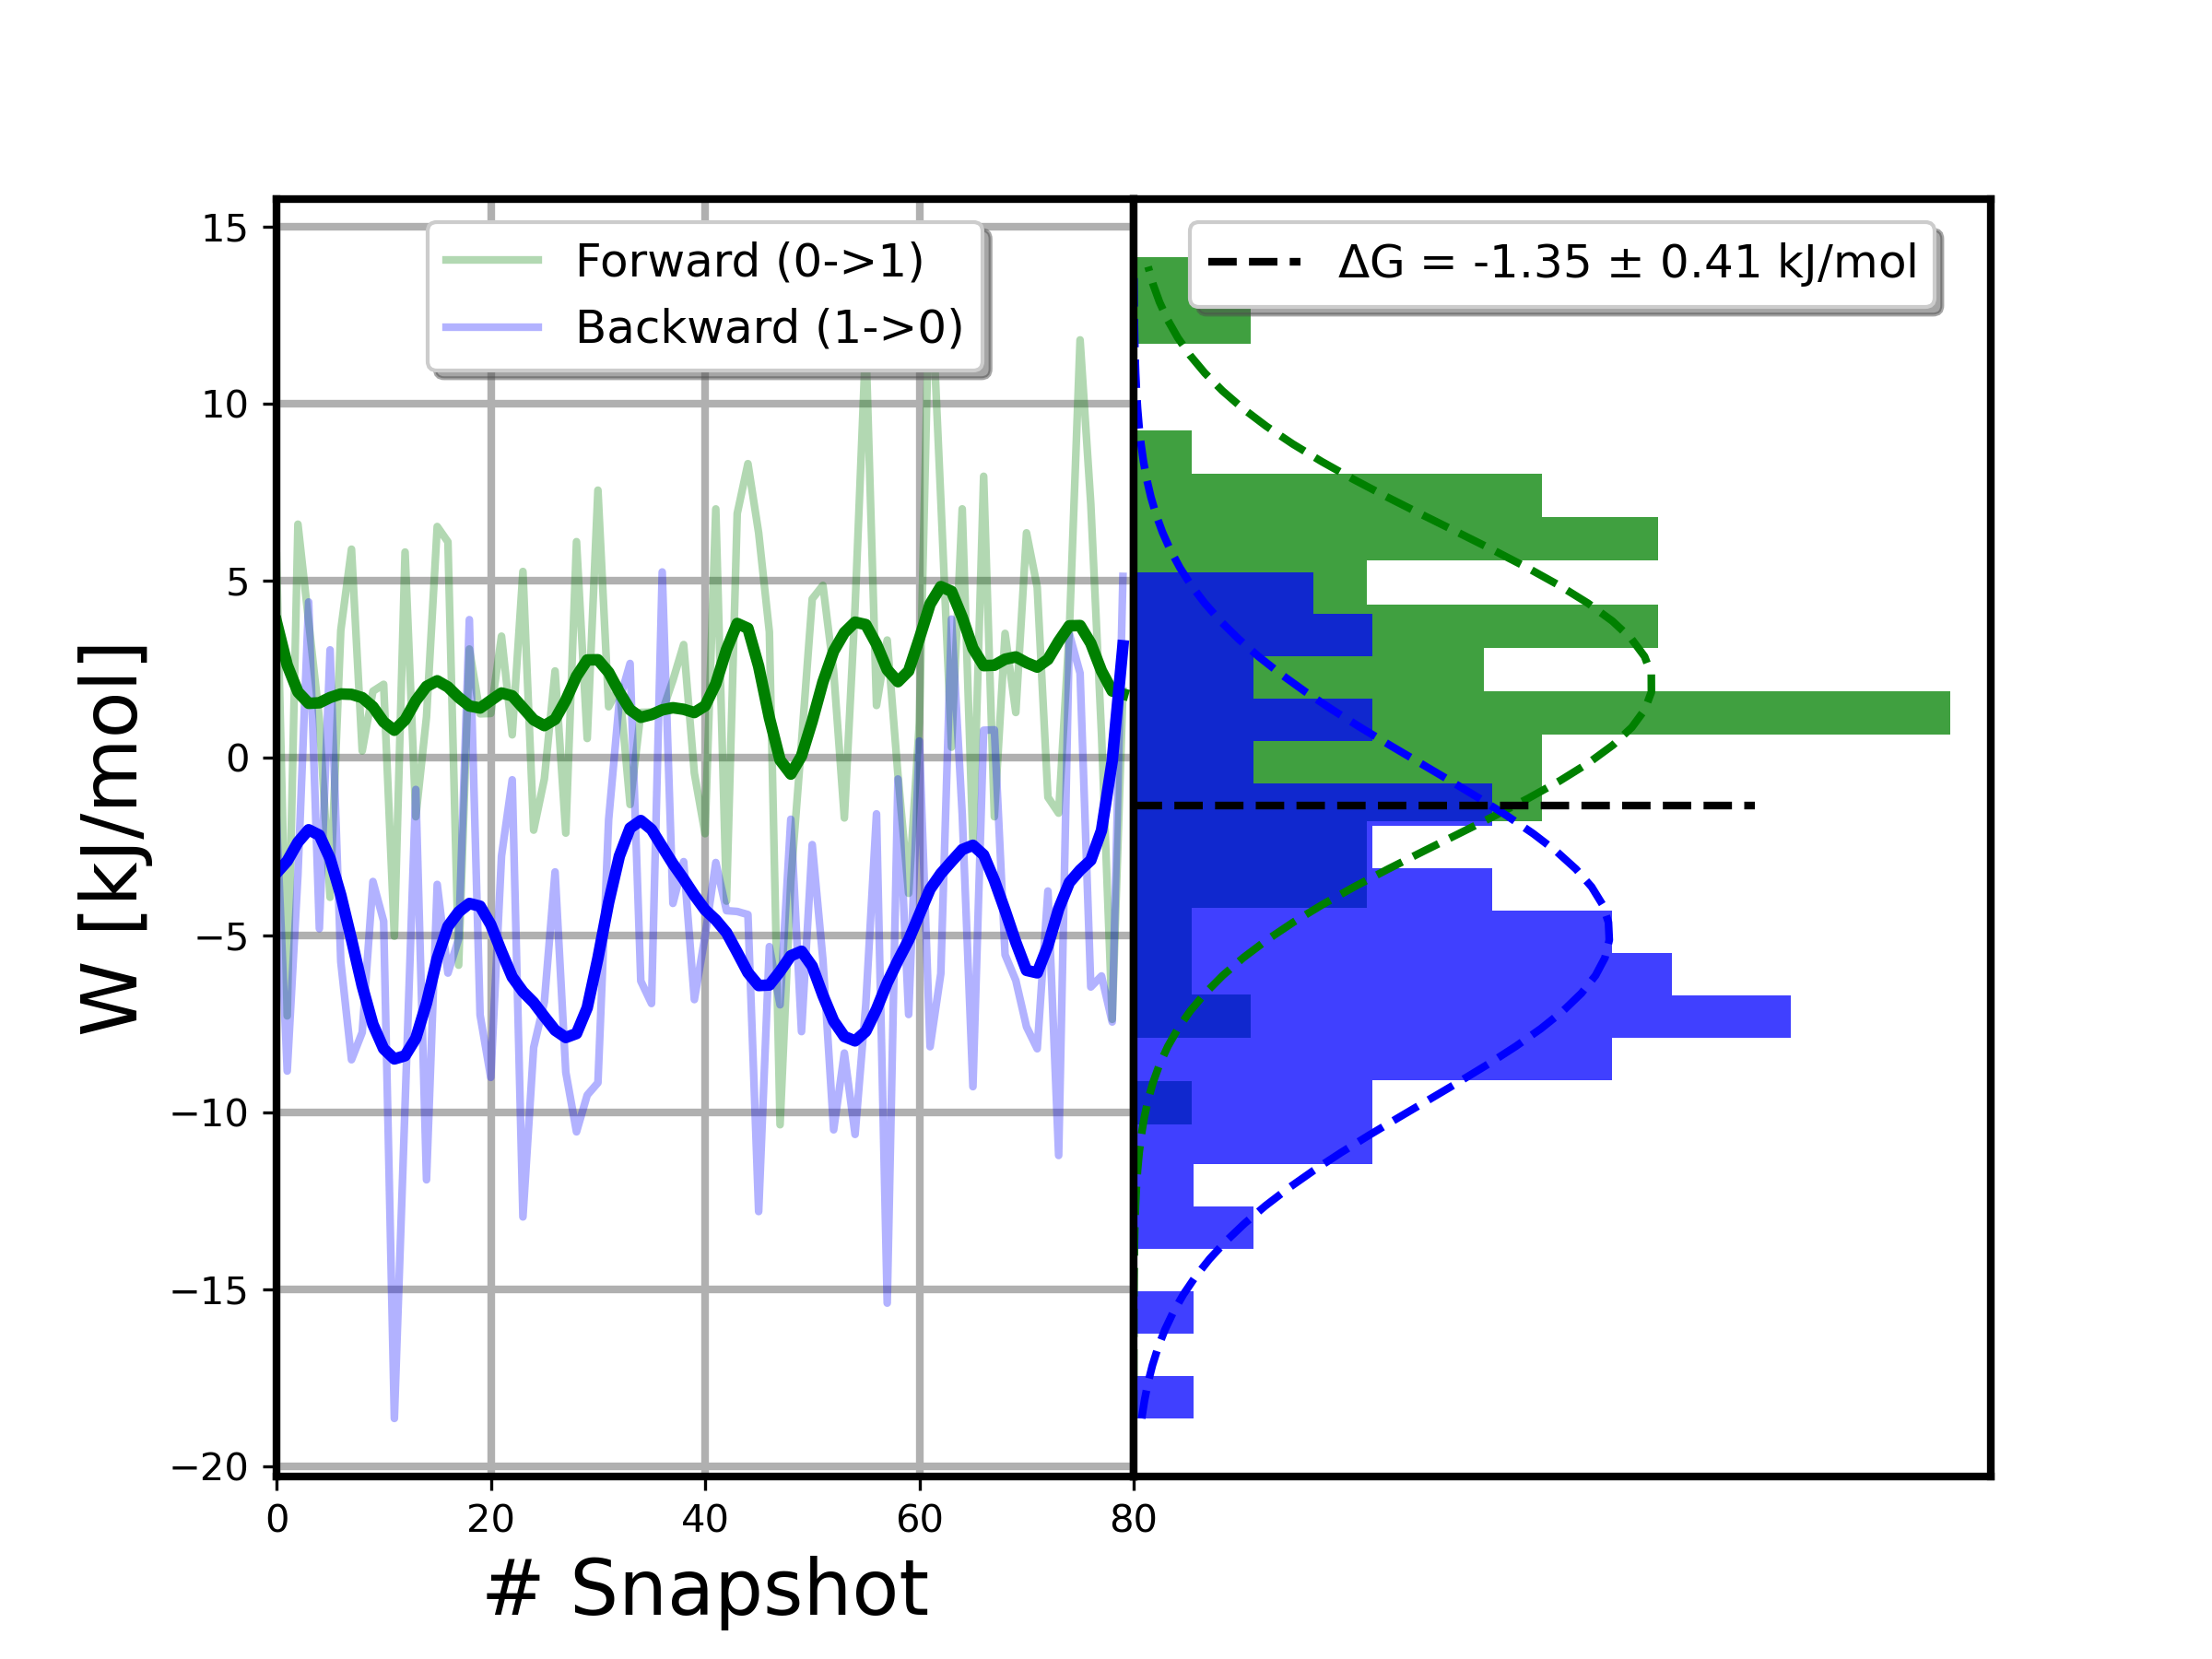 Forward (0->1)
Backward (1->0)
ΔG = -1.35 ± 0.41 kJ/mol
W [kJ/mol]
15
10
5
0
−5
−10
−15
−20
0 20 40 60 80
# Snapshot